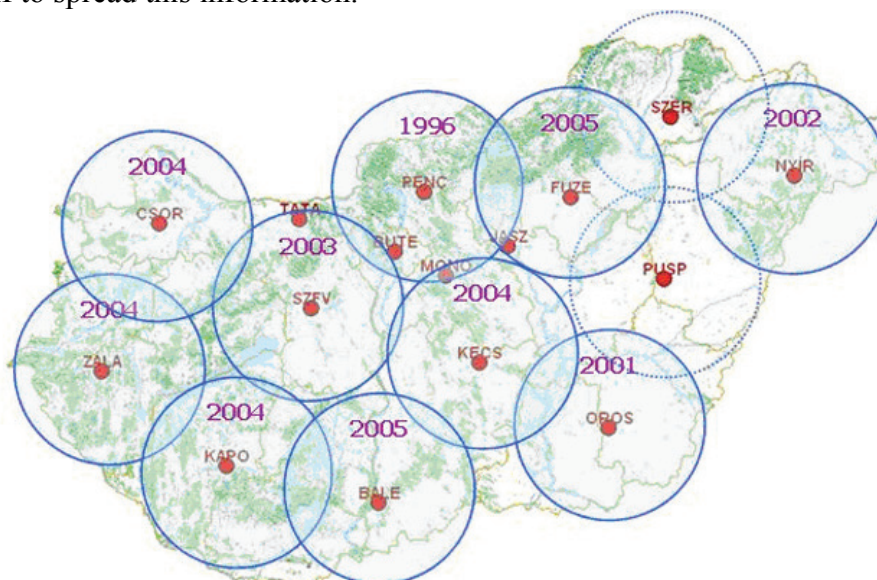 to spread this information.
SZER
1996
2005
2002
2004
PENC
NYIR
FUZE
CSOR
TATA
2003
BUTE
JASZ
MONO
PUSP
2004
2004
SZFV
KECS
ZALA
2001
2004
OROS
2005
KAPO
BALE